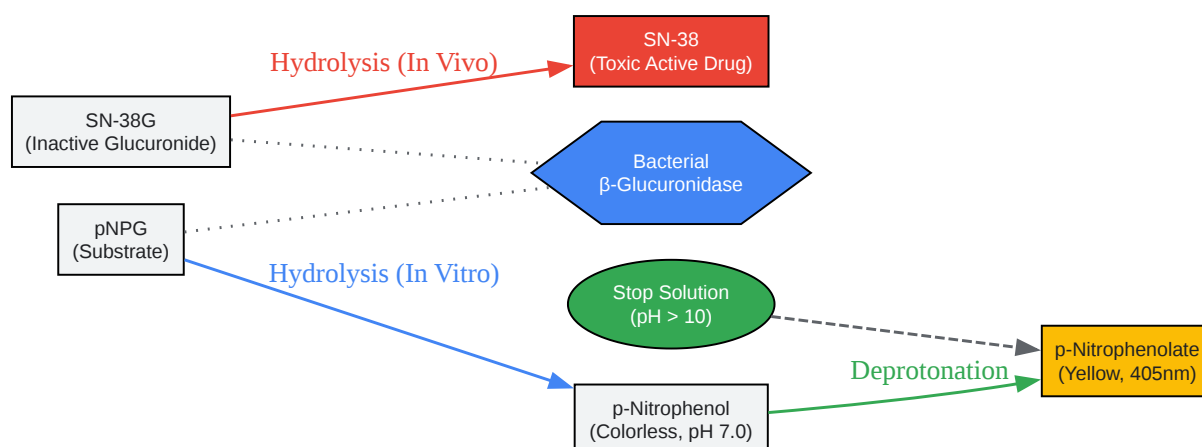 SN-38
(Toxic Active Drug)
Hydrolysis (In Vivo)
SN-38G
(Inactive Glucuronide)
Bacterial
β-Glucuronidase
pNPG
(Substrate)
Hydrolysis (In Vitro)
Stop Solution
(pH > 10)
p-Nitrophenolate
(Yellow, 405nm)
Deprotonation
p-Nitrophenol
(Colorless, pH 7.0)